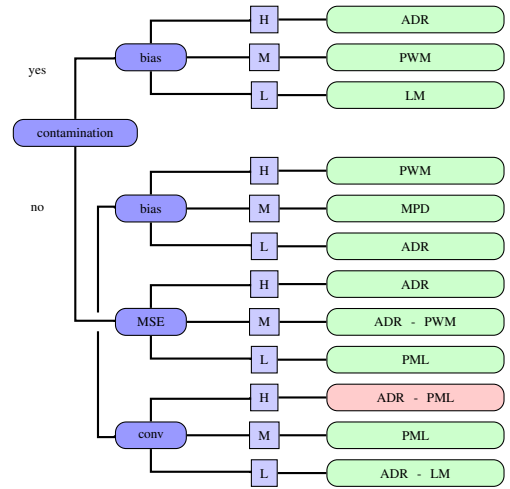 H ADR
yes bias M PWM
L LM
contamination
H PWM
no bias M MPD
L ADR
H ADR
MSE M ADR - PWM
L PML
H ADR - PML
conv M PML
L ADR - LM